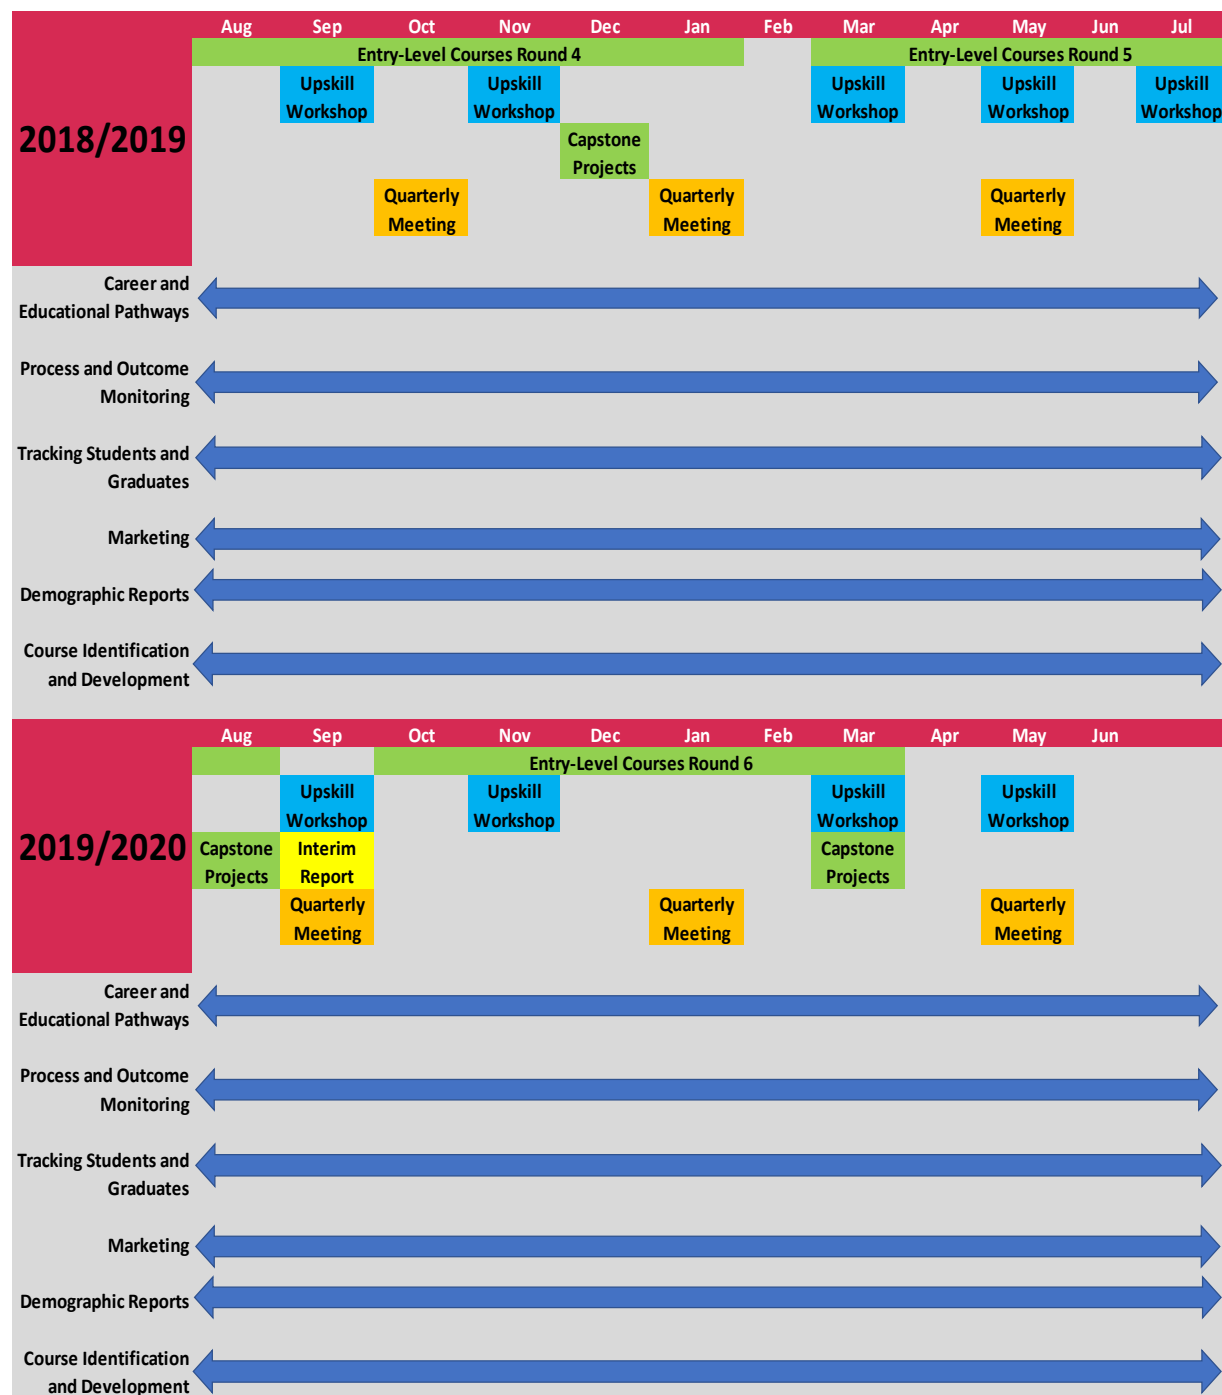 Aug Sep Oct Nov Dec Jan Feb Mar Apr May Jun Jul
Entry-Level Courses Round 4 Entry-Level Courses Round 5
Upskill Upskill Upskill Upskill Upskill
Workshop Workshop Workshop Workshop Workshop
2018/2019
Capstone
Projects
Quarterly Quarterly Quarterly
Meeting Meeting Meeting
Career and
Educational Pathways
Process and Outcome
Monitoring
Tracking Students and
Graduates
Marketing
Demographic Reports
Course Identification
and Development
Aug Sep Oct Nov Dec Jan Feb Mar Apr May Jun
Entry-Level Courses Round 6
Upskill Upskill Upskill Upskill
Workshop Workshop Workshop Workshop
2019/2020
Capstone Interim Capstone
Projects Report Projects
Quarterly Quarterly Quarterly
Meeting Meeting Meeting
Career and
Educational Pathways
Process and Outcome
Monitoring
Tracking Students and
Graduates
Marketing
Demographic Reports
Course Identification
and Development